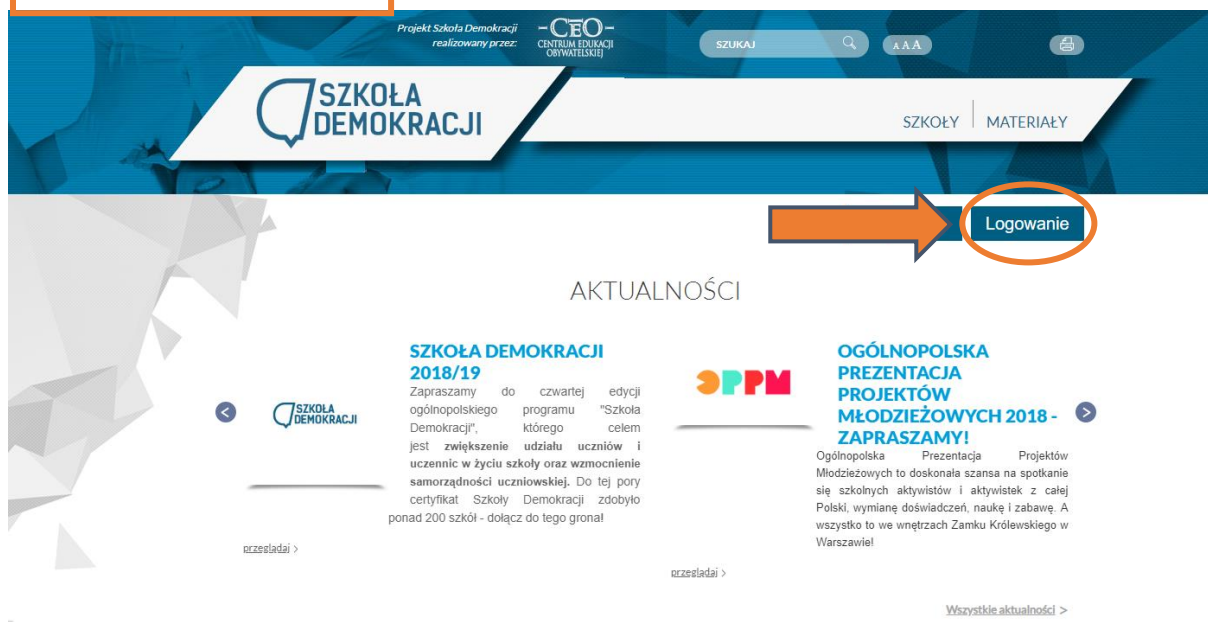 Projekt Szkoła Demokracji
realizowany przez:
CEO
CENTRUM EDUKACJI
OBYWATELSKIEJ
SZUKAJ
A A A
SZKOŁA
DEMOKRACJI
SZKOŁY
MATERIAŁY
Logowanie
AKTUALNOŚCI
SZKOŁA
DEMOKRACJI
SZKOŁA DEMOKRACJI
2018/19
Zapraszamy do czwartej edycji
ogólnopolskiego programu "Szkoła
Demokracji", którego celem
jest zwiększenie udziału uczniów i
uczennic w życiu szkoły oraz wzmocnienie
samorządności uczniowskiej. Do tej pory
certyfikat Szkoły Demokracji zdobyło
ponad 200 szkół - dołącz do tego grona!
przeglądaj >
OPPM
OGÓLNOPOLSKA
PREZENTACJA
PROJEKTÓW
MŁODZIEŻOWYCH 2018 -
ZAPRASZAMY!
Ogólnopolska Prezentacja Projektów
Młodzieżowych to doskonała szansa na spotkanie
się szkolnych aktywistów i aktywistek z całej
Polski, wymianę doświadczeń, naukę i zabawę. A
wszystko to we wnętrzach Zamku Królewskiego w
Warszawie!
przeglądaj >
Wszystkie aktualności >